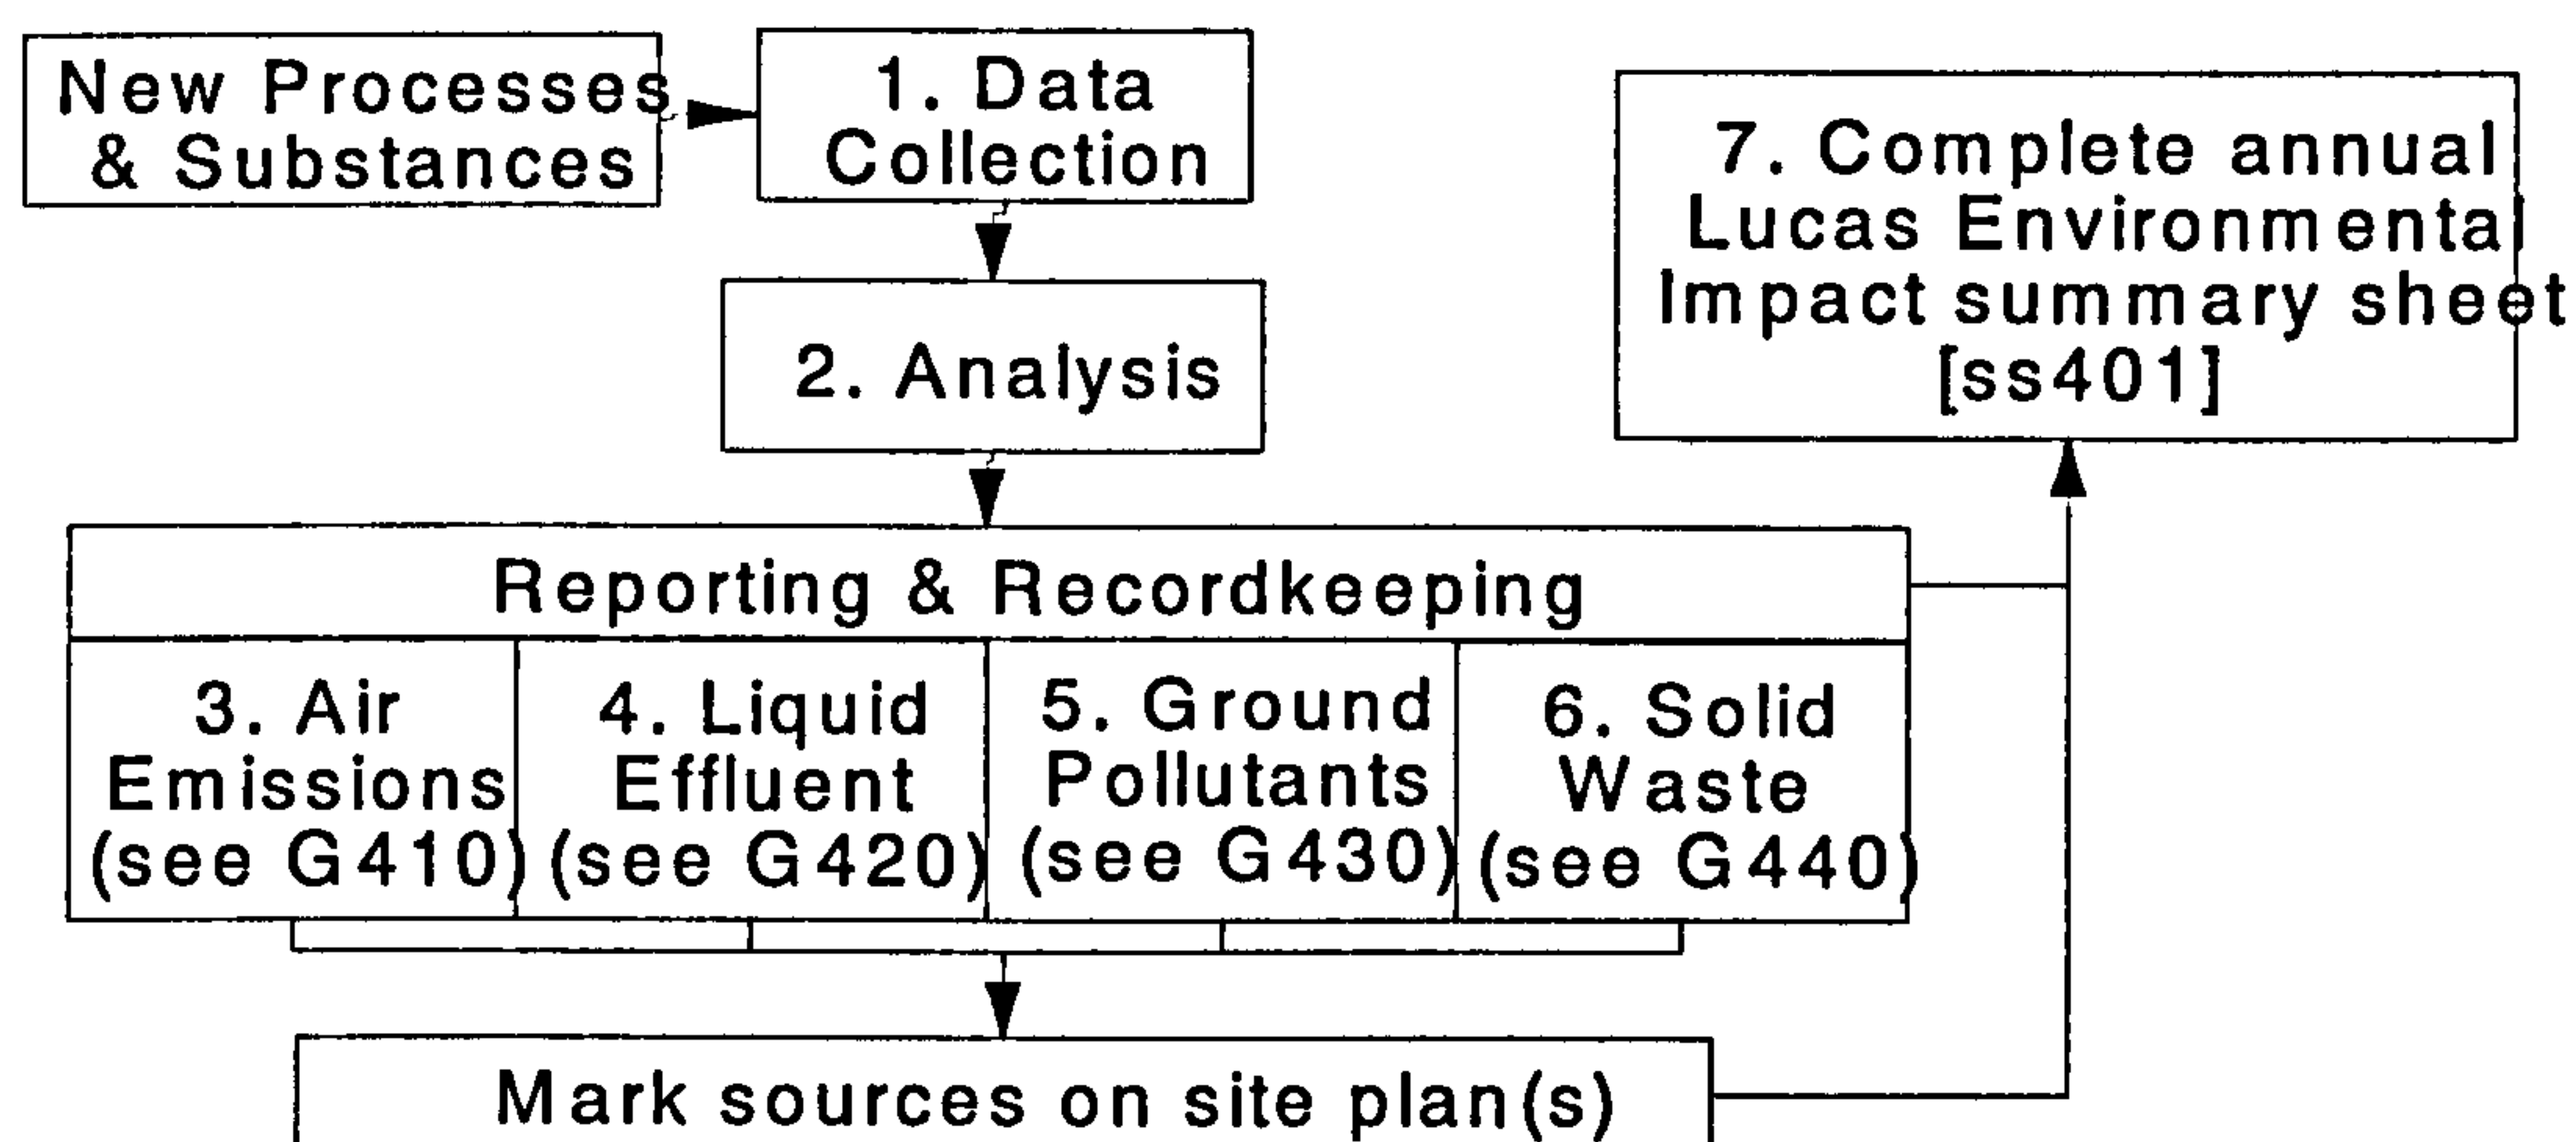 New Processes
& Substances
1. Data
Collection
2. Analysis
7. Complete annual
Lucas Environmental
Impact summary sheet
[ss401]
Reporting & Recordkeeping
3. Air
Emissions
(see G410)
4. Liquid
Effluent
(see G420)
5. Ground
Pollutants
(see G430)
6. Solid
Waste
(see G440)
Mark sources on site plan(s)